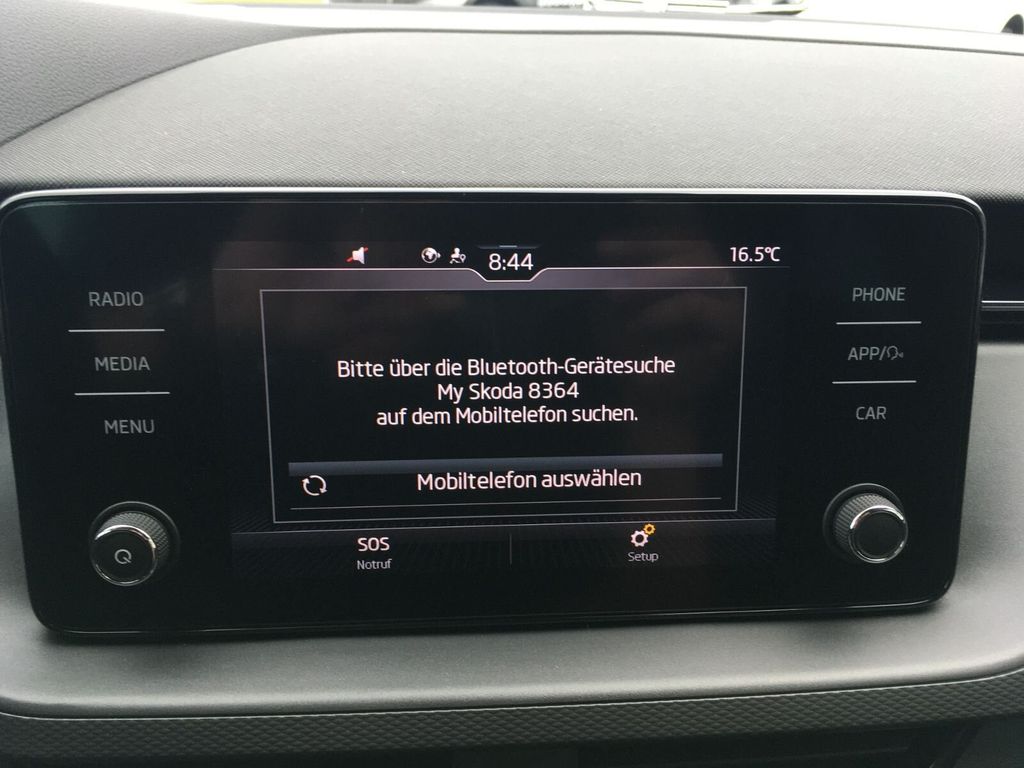 8:44
16.5°C
RADIO
MEDIA
MENU
Bitte über die Bluetooth-Gerätesuche
My Skoda 8364
auf dem Mobiltelefon suchen.
Mobiltelefon auswählen
SOS
Notruf
Setup
PHONE
APP/
CAR